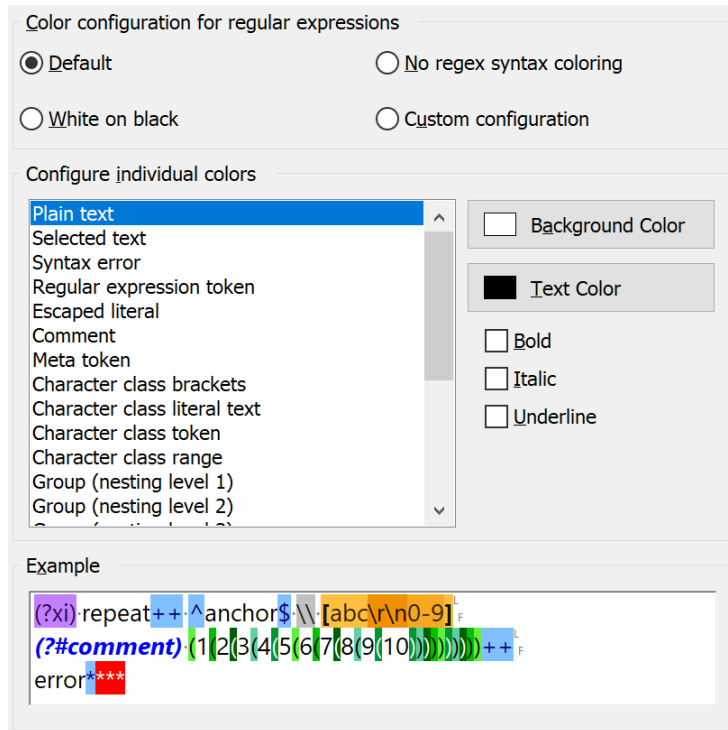 Color configuration for regular expressions
Default
No regex syntax coloring
White on black
Custom configuration
Configure individual colors
Plain text
Selected text
Syntax error
Regular expression token
Escaped literal
Comment
Meta token
Character class brackets
Character class literal text
Character class token
Character class range
Group (nesting level 1)
Group (nesting level 2)
Background Color
Text Color
Bold
Italic
Underline
Example
(?xi)·repeat++·^anchor$·\\·[abc\r\n0-9]LF
(?#comment)·(1(2(3(4(5(6(7(8(9(10))))))))))++LF
error****